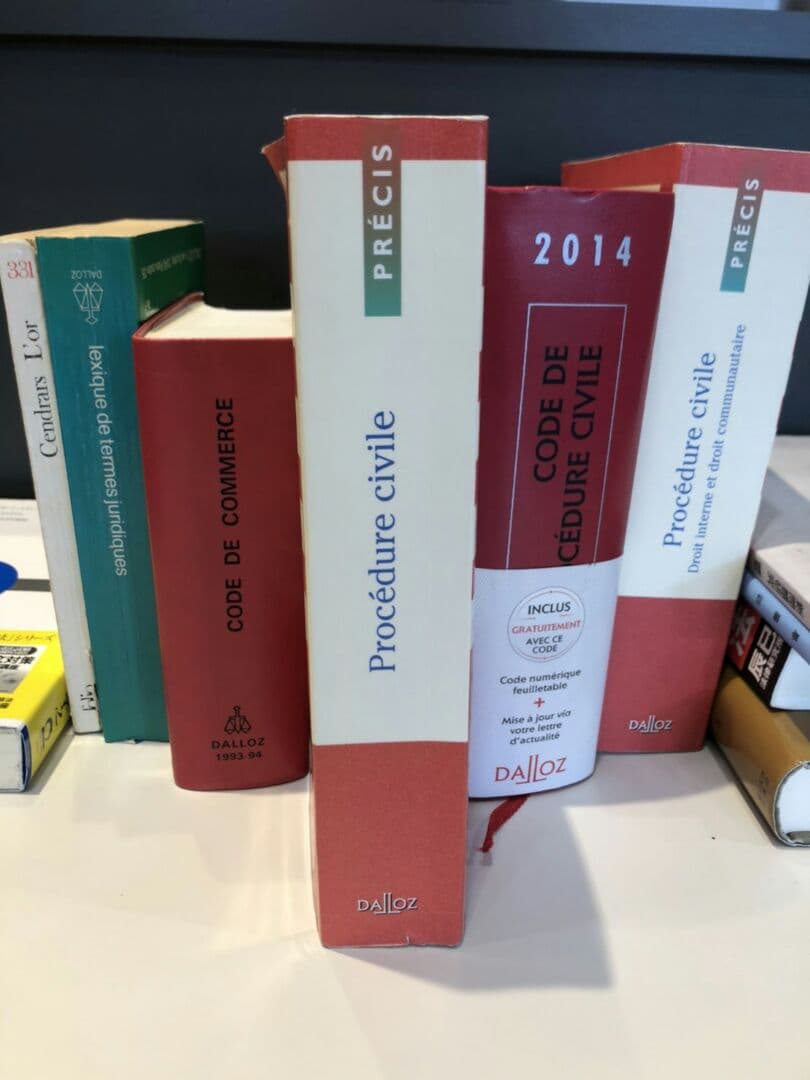 331
Cendrars L'or
DALLOZ
lexique de termes juridiques
CODE DE COMMERCE
DALLOZ
1993-94
PRÉCIS
Procédure civile
DALLOZ
2014
CODE DE
CÉDURE CIVILE
INCLUS
GRATUITEMENT
AVEC CE
CODE
Code numérique
feuilletable
+
Mise à jour via
votre lettre
d'actualité
DALLOZ
PRÉCIS
Procédure civile
Droit interne et droit communautaire
DALLOZ